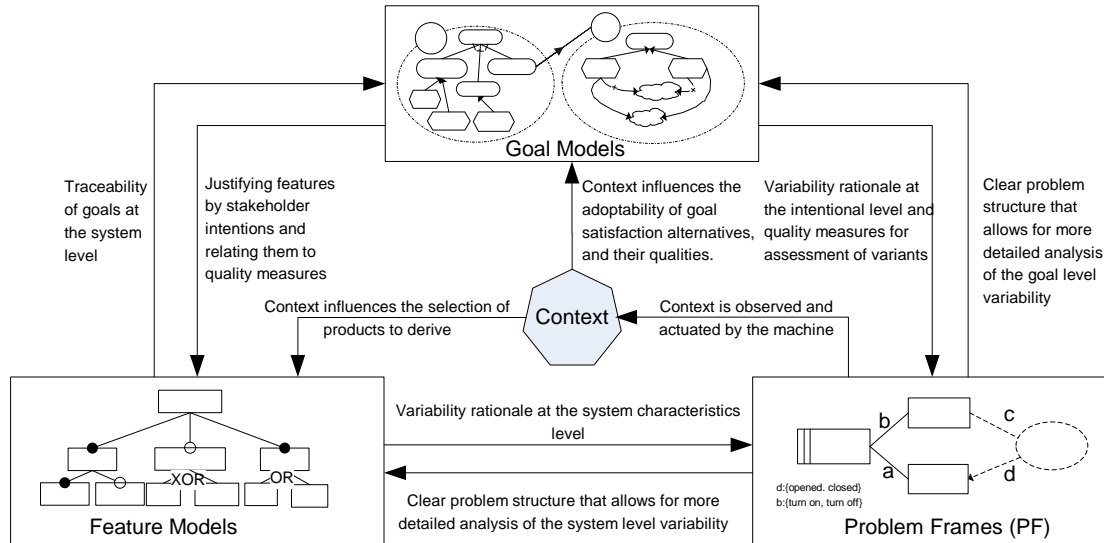 Goal Models
Traceability
of goals at
the system
level
Justifying features
by stakeholder
intentions and
relating them to
quality measures
Context influences the
adoptability of goal
satisfaction alternatives,
and their qualities.
Variability rationale at
the intentional level and
quality measures for
assessment of variants
Clear problem
structure that
allows for more
detailed analysis
of the goal level
variability
Context influences the selection of
products to derive
Context
Context is observed and
actuated by the machine
XOR
OR
Feature Models
Variability rationale at the system characteristics
level
Clear problem structure that allows for more
detailed analysis of the system level variability
b
c
a
d
d:{opened. closed}
b:{turn on, turn off}
Problem Frames (PF)